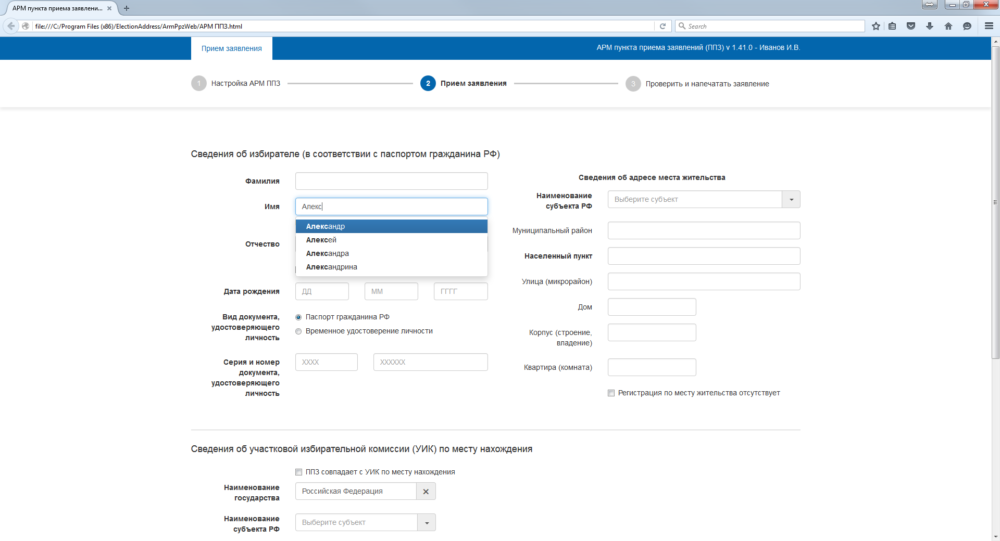 АРМ пункта приема заявлени...
file:///C:/Program Files (x86)/ElectionAddress/ArmPpzWeb/АРМ ППЗ.html
Search
Прием заявления
АРМ пункта приема заявлений (ППЗ) v 1.41.0 - Иванов И.В.
1 Настройка АРМ ППЗ
2 Прием заявления
3 Проверить и напечатать заявление
Сведения об избирателе (в соответствии с паспортом гражданина РФ)
Фамилия
Имя
Алекс
Александр
Алексей
Александра
Александрина
Отчество
Дата рождения
ДД
ММ
ГГГГ
Вид документа,
удостоверяющего
личность
Паспорт гражданина РФ
Временное удостоверение личности
Серия и номер
документа,
удостоверяющего
личность
XXXX
XXXXXX
Сведения об адресе места жительства
Наименование
субъекта РФ
Выберите субъект
Муниципальный район
Населенный пункт
Улица (микрорайон)
Дом
Корпус (строение,
владение)
Квартира (комната)
Регистрация по месту жительства отсутствует
Сведения об участковой избирательной комиссии (УИК) по месту нахождения
ППЗ совпадает с УИК по месту нахождения
Наименование
государства
Российская Федерация
Наименование
субъекта РФ
Выберите субъект